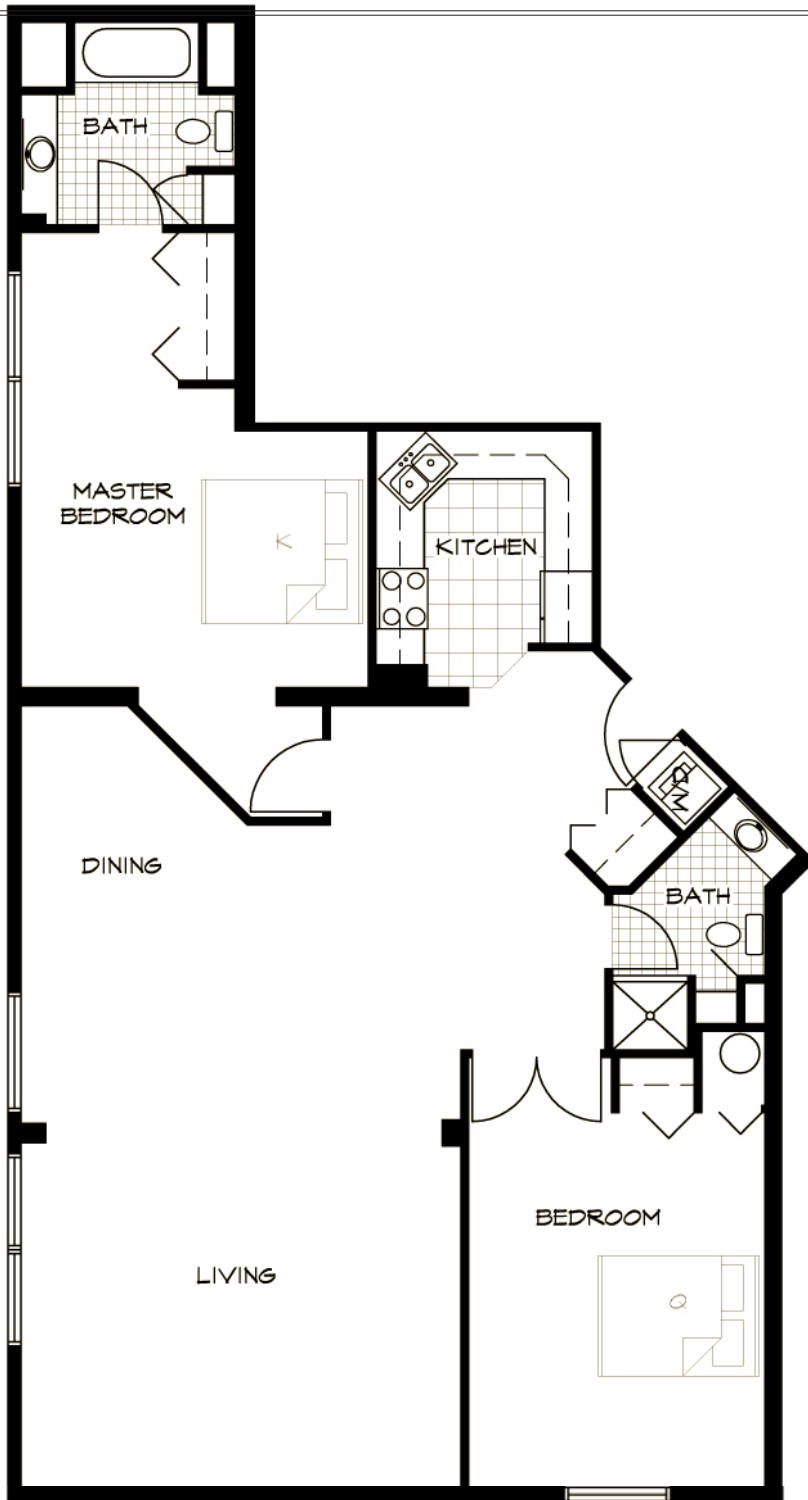 BATH
MASTER
BEDROOM
K
KITCHEN
W/D
DINING
BATH
BEDROOM
Q
LIVING